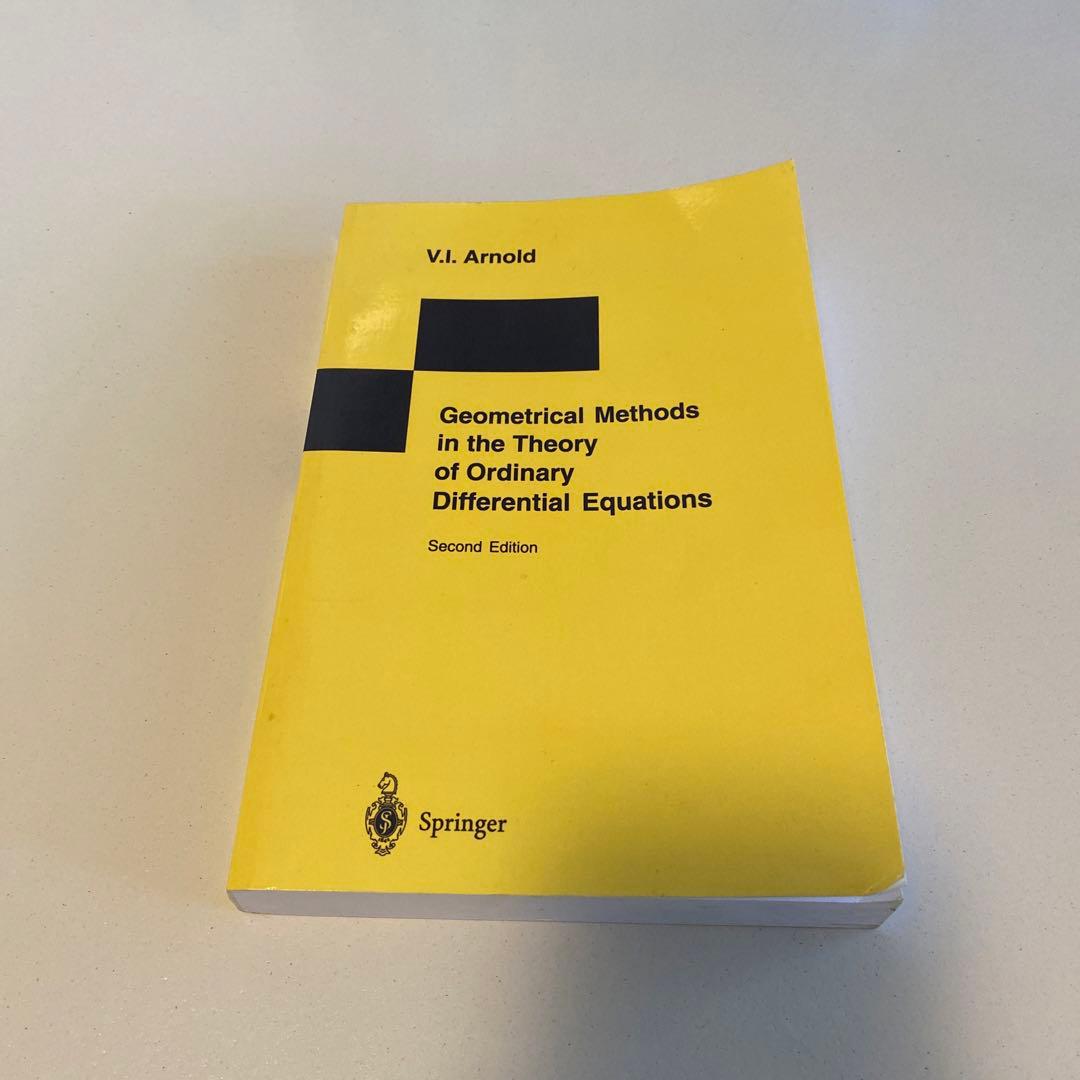 V.I. Arnold
Geometrical Methods
in the Theory
of Ordinary
Differential Equations
Second Edition
Springer